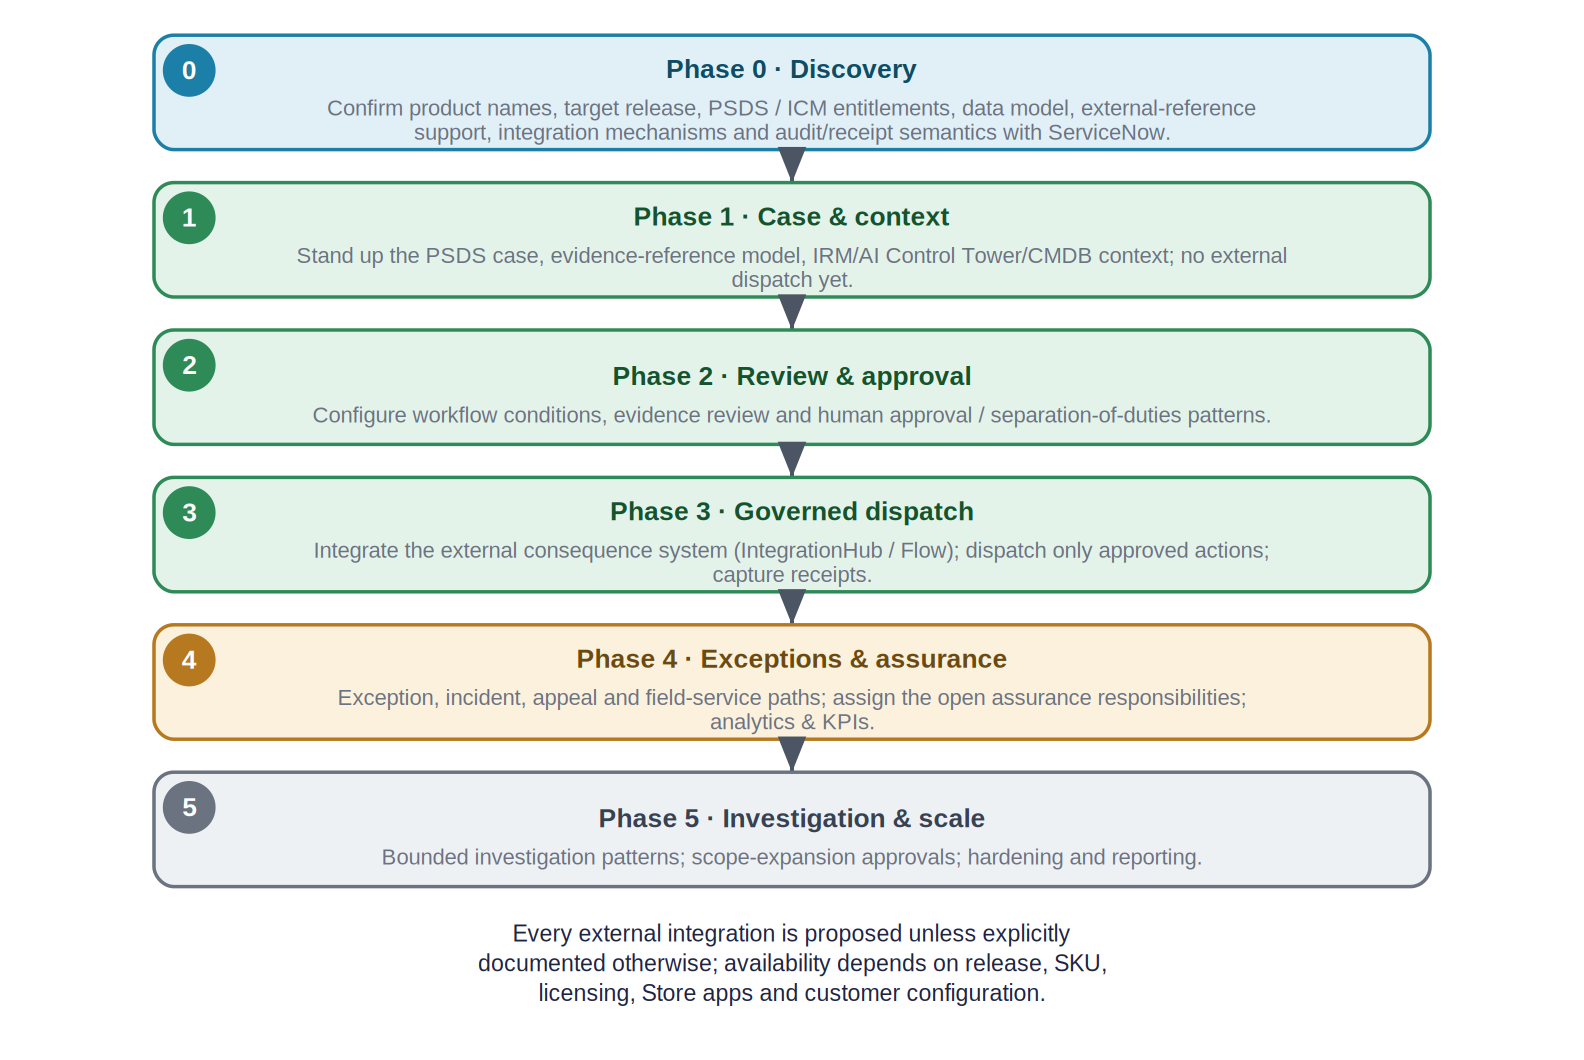 0
Phase 0 · Discovery
Confirm product names, target release, PSDS / ICM entitlements, data model, external-reference
support, integration mechanisms and audit/receipt semantics with ServiceNow.
1
Phase 1 · Case & context
Stand up the PSDS case, evidence-reference model, IRM/AI Control Tower/CMDB context; no external
dispatch yet.
2
Phase 2 · Review & approval
Configure workflow conditions, evidence review and human approval / separation-of-duties patterns.
3
Phase 3 · Governed dispatch
Integrate the external consequence system (IntegrationHub / Flow); dispatch only approved actions;
capture receipts.
4
Phase 4 · Exceptions & assurance
Exception, incident, appeal and field-service paths; assign the open assurance responsibilities;
analytics & KPIs.
5
Phase 5 · Investigation & scale
Bounded investigation patterns; scope-expansion approvals; hardening and reporting.
Every external integration is proposed unless explicitly
documented otherwise; availability depends on release, SKU,
licensing, Store apps and customer configuration.